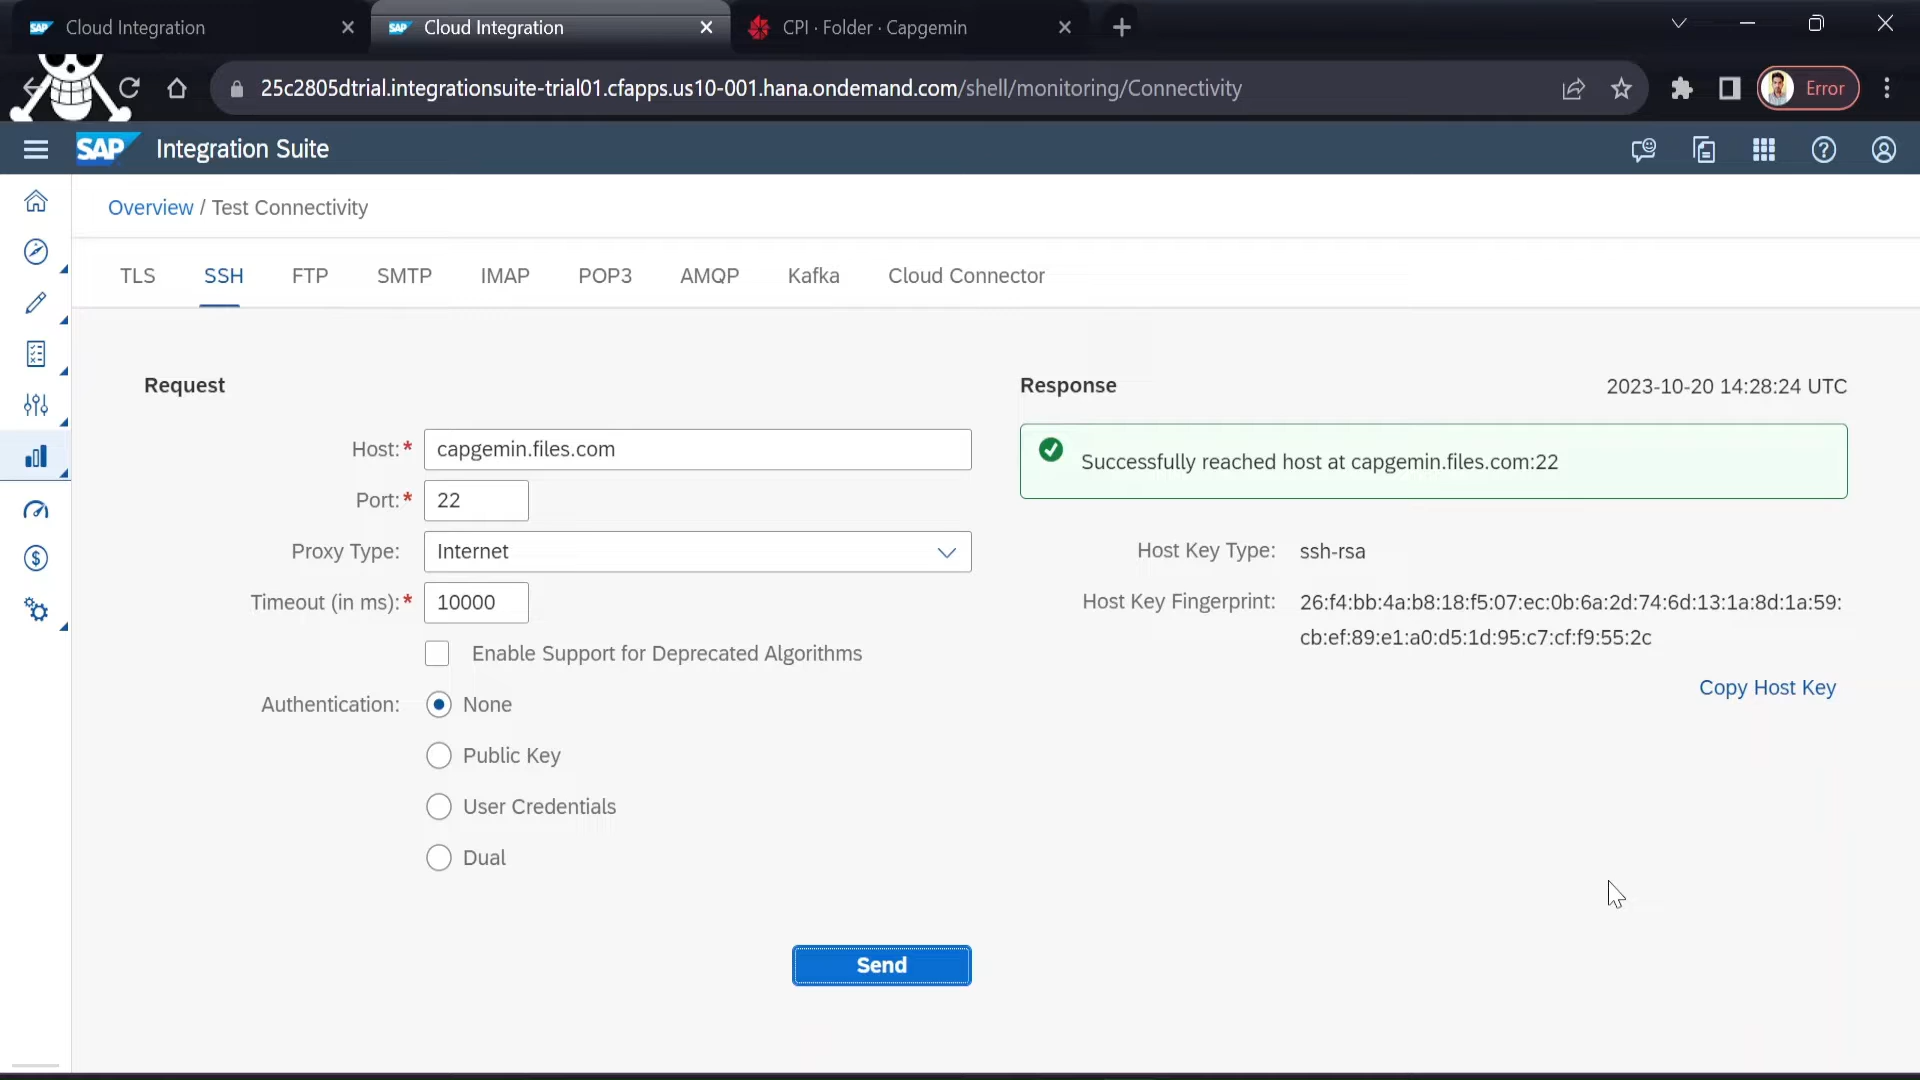 SAP Cloud Integration
SAP Cloud Integration
CPI · Folder · Capgemin
25c2805dtrial.integrationsuite-trial01.cfapps.us10-001.hana.ondemand.com/shell/monitoring/Connectivity
Error
SAP Integration Suite
Overview / Test Connectivity
TLS SSH FTP SMTP IMAP POP3 AMQP Kafka Cloud Connector
Request
Host:* capgemin.files.com
Port:* 22
Proxy Type: Internet
Timeout (in ms):* 10000
Enable Support for Deprecated Algorithms
Authentication: None
Public Key
User Credentials
Dual
Send
Response 2023-10-20 14:28:24 UTC
Successfully reached host at capgemin.files.com:22
Host Key Type: ssh-rsa
Host Key Fingerprint: 26:f4:bb:4a:b8:18:f5:07:ec:0b:6a:2d:74:6d:13:1a:8d:1a:59:
cb:ef:89:e1:a0:d5:1d:95:c7:cf:f9:55:2c
Copy Host Key